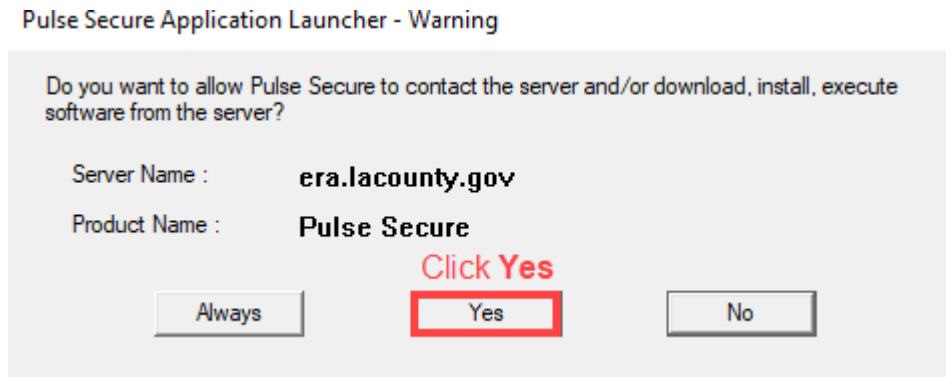 Pulse Secure Application Launcher - Warning
Do you want to allow Pulse Secure to contact the server and/or download, install, execute
software from the server?
Server Name : era.lacounty.gov
Product Name : Pulse Secure
Click Yes
Always Yes No